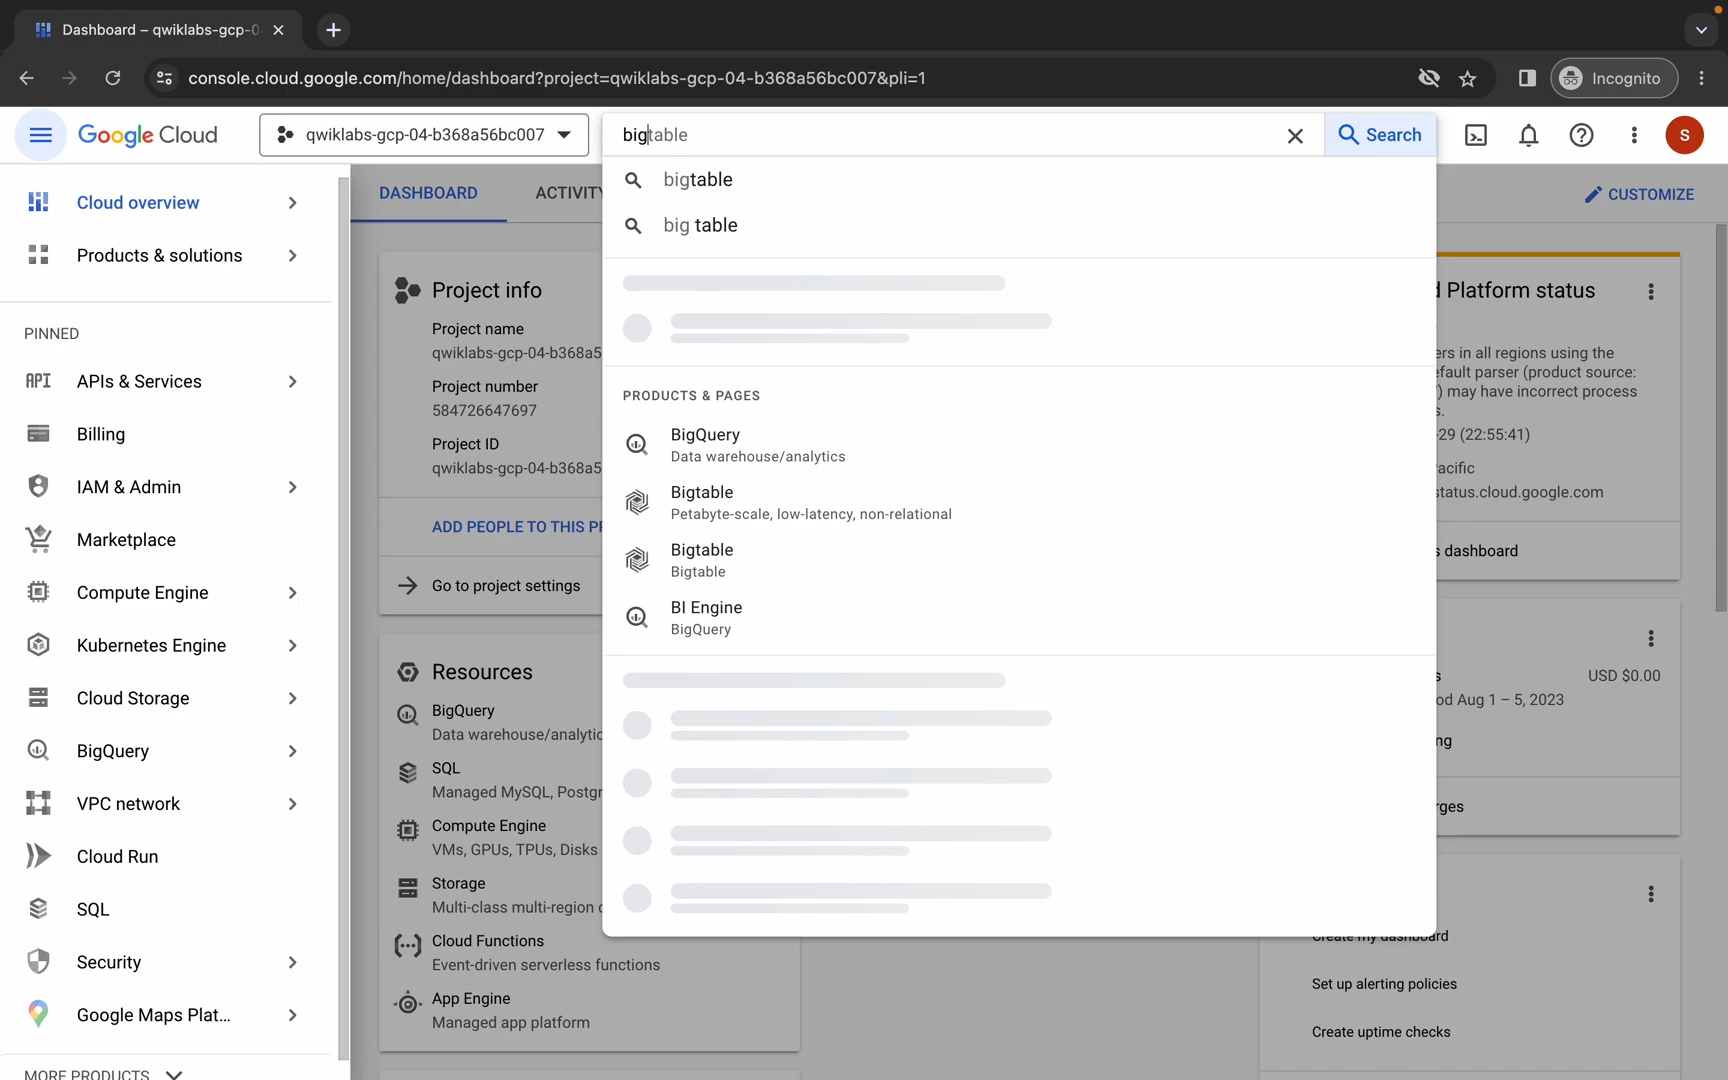 Dashboard – qwiklabs-gcp-0
console.cloud.google.com/home/dashboard?project=qwiklabs-gcp-04-b368a56bc007&pli=1
Incognito
Google Cloud
qwiklabs-gcp-04-b368a56bc007
bigtable
Search
S
Cloud overview
Products & solutions
PINNED
API
APIs & Services
Billing
IAM & Admin
Marketplace
Compute Engine
Kubernetes Engine
Cloud Storage
BigQuery
VPC network
Cloud Run
SQL
Security
Google Maps Plat...
MORE PRODUCTS
DASHBOARD
ACTIVITY
CUSTOMIZE
Project info
Project name
qwiklabs-gcp-04-b368a5
Project number
584726647697
Project ID
qwiklabs-gcp-04-b368a5
ADD PEOPLE TO THIS PR
Go to project settings
Resources
BigQuery
Data warehouse/analytic
SQL
Managed MySQL, Postgr
Compute Engine
VMs, GPUs, TPUs, Disks
Storage
Multi-class multi-region
Cloud Functions
Event-driven serverless functions
App Engine
Managed app platform
bigtable
big table
PRODUCTS & PAGES
BigQuery
Data warehouse/analytics
Bigtable
Petabyte-scale, low-latency, non-relational
Bigtable
Bigtable
BI Engine
BigQuery
d Platform status
ers in all regions using the
efault parser (product source:
) may have incorrect process
s.
-29 (22:55:41)
acific
status.cloud.google.com
s dashboard
s
USD $0.00
od Aug 1 – 5, 2023
ng
rges
Create my dashboard
Set up alerting policies
Create uptime checks